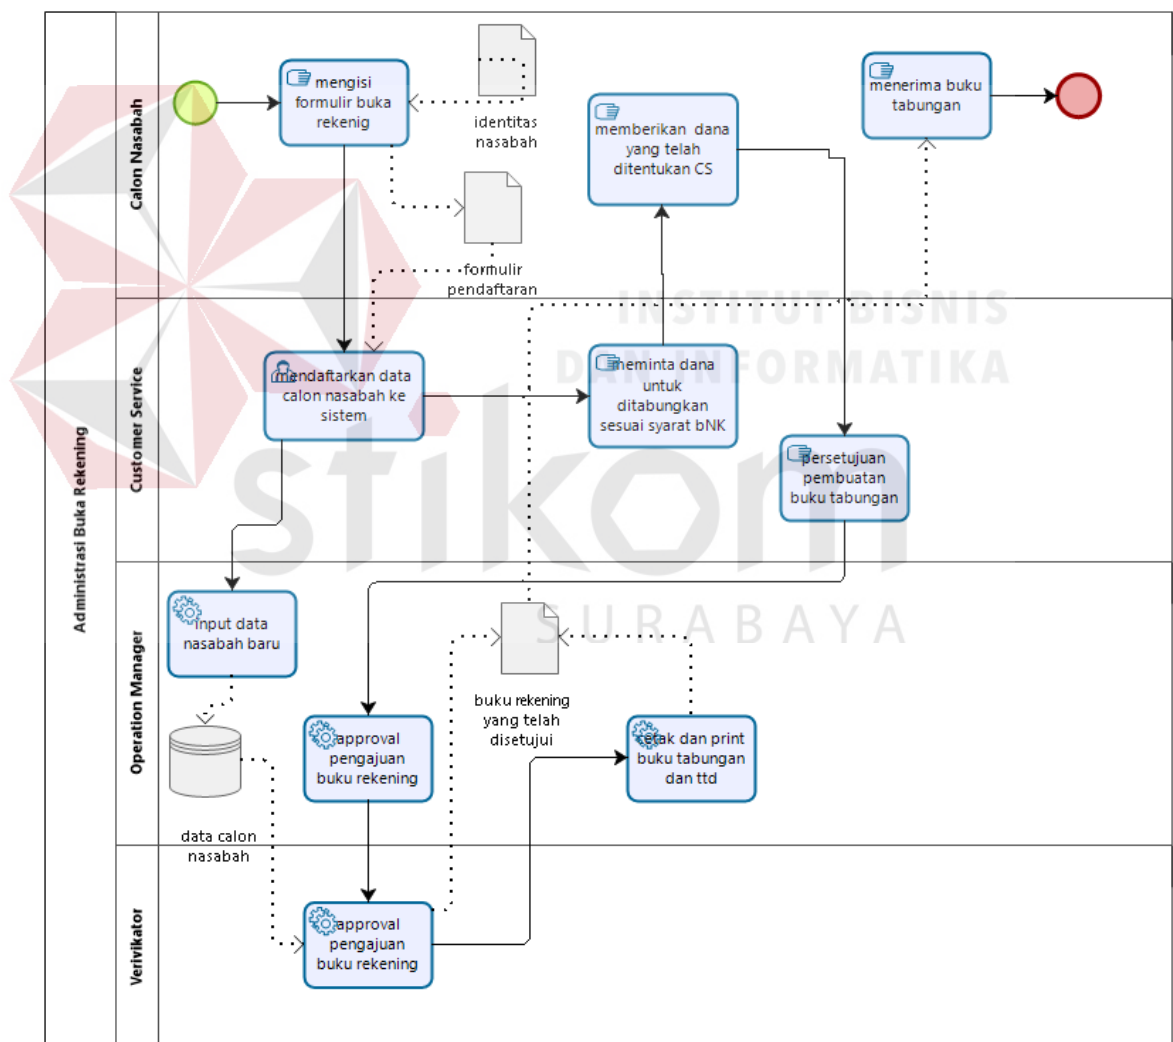 Administrasi Buka Rekening
Calon Nasabah
mengisi
formulir buka
rekenig
identitas
nasabah
formulir
pendaftaran
memberikan dana
yang telah
ditentukan CS
menerima buku
tabungan
Customer Service
mendaftarkan data
calon nasabah ke
sistem
meminta dana
untuk
ditabungkan
sesuai syarat bNK
persetujuan
pembuatan
buku tabungan
INSTITUT BISNIS
DAN INFORMATIKA
stikom
SURABAYA
Operation Manager
input data
nasabah baru
data calon
nasabah
approval
pengajuan
buku rekening
buku rekening
yang telah
disetujui
cetak dan print
buku tabungan
dan ttd
Verivikator
approval
pengajuan
buku rekening